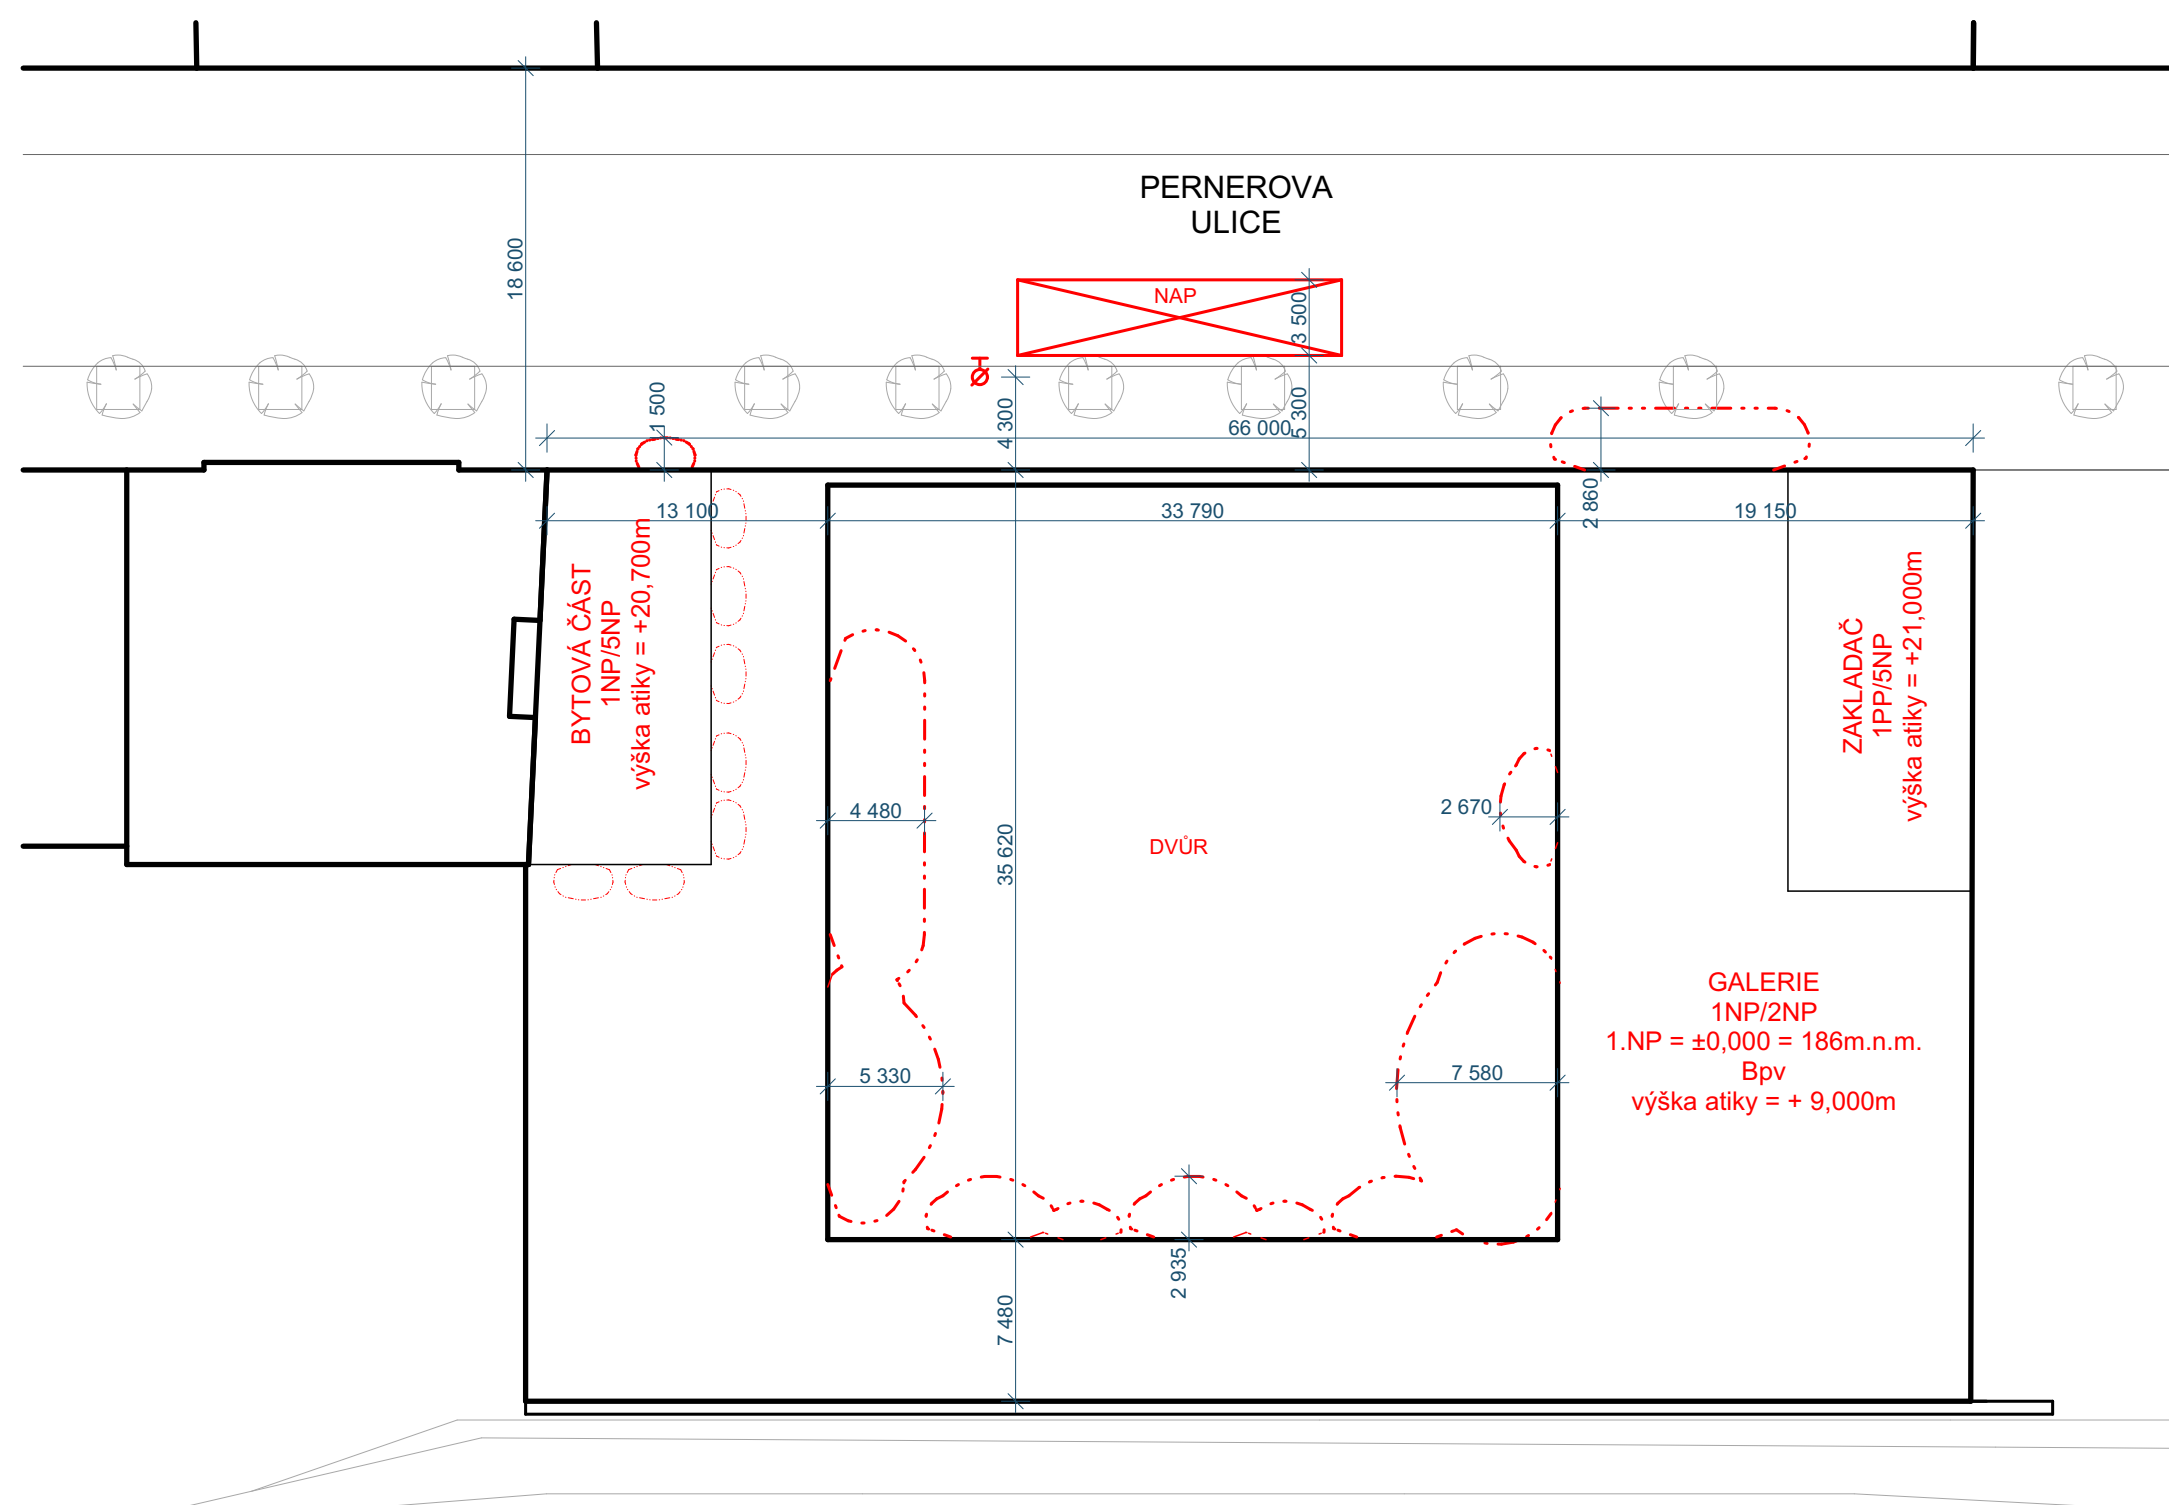 PERNEROVA
ULICE
18 600
NAP
3 500
5 300
1 500
4 300
66 000
2 860
13 100
33 790
19 150
BYTOVÁ ČÁST
1NP/5NP
výška atiky = +20,700m
ZAKLADAČ
1PP/5NP
výška atiky = +21,000m
4 480
2 670
35 620
DVŮR
GALERIE
1NP/2NP
1.NP = ±0,000 = 186m.n.m.
Bpv
výška atiky = + 9,000m
5 330
7 580
2 935
7 480